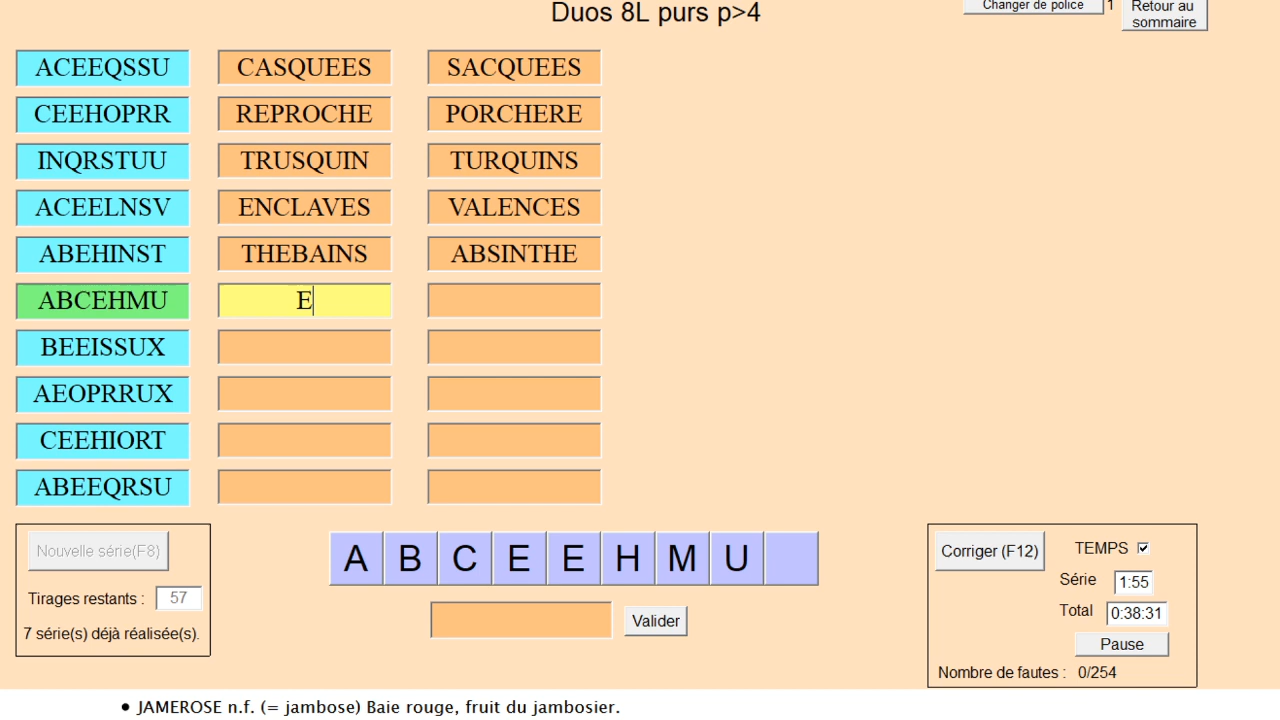 Duos 8L purs p>4
Changer de police 1
Retour au sommaire
ACEEQSSU CASQUEES SACQUEES
CEEHOPRR REPROCHE PORCHERE
INQRSTUU TRUSQUIN TURQUINS
ACEELNSV ENCLAVES VALENCES
ABEHINST THEBAINS ABSINTHE
ABCEHMU E
BEEISSUX
AEOPRRUX
CEEHIORT
ABEEQRSU
Nouvelle série(F8)
Tirages restants : 57
7 série(s) déjà réalisée(s).
A B C E E H M U
Valider
Corriger (F12)
TEMPS
Série 1:55
Total 0:38:31
Pause
Nombre de fautes : 0/254
• JAMEROSE n.f. (= jambose) Baie rouge, fruit du jambosier.